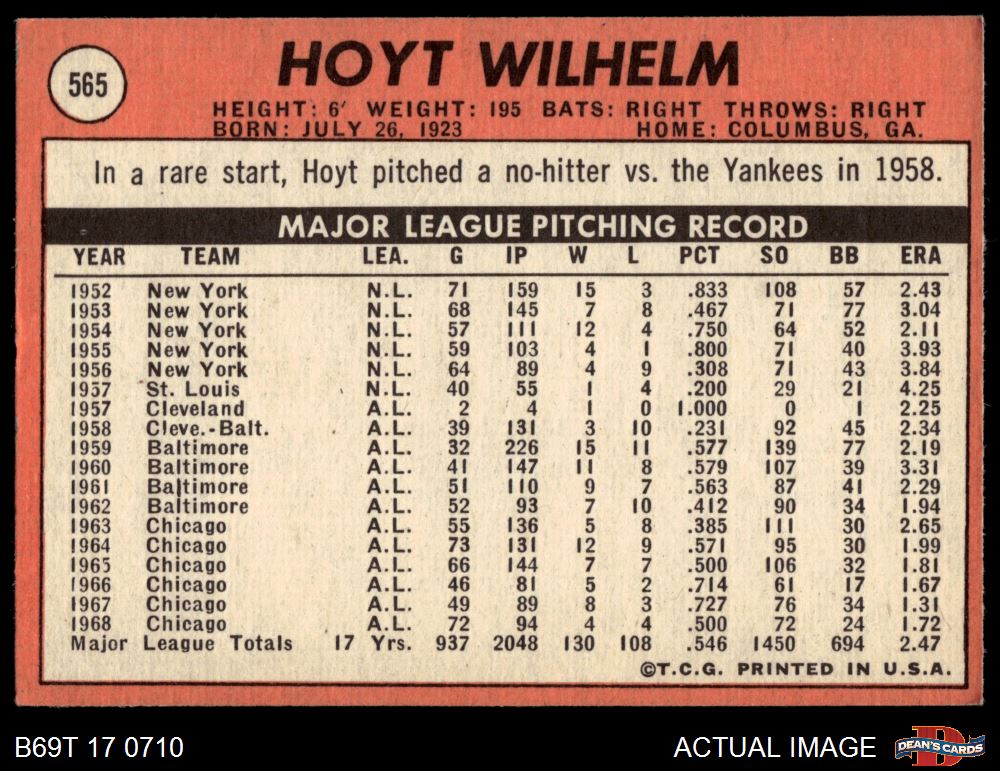 565
HOYT WILHELM
HEIGHT: 6' WEIGHT: 195 BATS: RIGHT THROWS: RIGHT
BORN: JULY 26, 1923 HOME: COLUMBUS, GA.
In a rare start, Hoyt pitched a no-hitter vs. the Yankees in 1958.
MAJOR LEAGUE PITCHING RECORD
YEAR TEAM LEA. G IP W L PCT SO BB ERA
1952 New York N.L. 71 159 15 3 .833 108 57 2.43
1953 New York N.L. 68 145 7 8 .467 71 77 3.04
1954 New York N.L. 57 111 12 4 .750 64 52 2.11
1955 New York N.L. 59 103 4 1 .800 71 40 3.93
1956 New York N.L. 64 89 4 9 .308 71 43 3.84
1957 St. Louis N.L. 40 55 1 4 .200 29 21 4.25
1957 Cleveland A.L. 2 4 1 0 1.000 0 1 2.25
1958 Cleve.-Balt. A.L. 39 131 3 10 .231 92 45 2.34
1959 Baltimore A.L. 32 226 15 11 .577 139 77 2.19
1960 Baltimore A.L. 41 147 11 8 .579 107 39 3.31
1961 Baltimore A.L. 51 110 9 7 .563 87 41 2.29
1962 Baltimore A.L. 52 93 7 10 .412 90 34 1.94
1963 Chicago A.L. 55 136 5 8 .385 111 30 2.65
1964 Chicago A.L. 73 131 12 9 .571 95 30 1.99
1965 Chicago A.L. 66 144 7 7 .500 106 32 1.81
1966 Chicago A.L. 46 81 5 2 .714 61 17 1.67
1967 Chicago A.L. 49 89 8 3 .727 76 34 1.31
1968 Chicago A.L. 72 94 4 4 .500 72 24 1.72
Major League Totals 17 Yrs. 937 2048 130 108 .546 1450 694 2.47
©T.C.G. PRINTED IN U.S.A.
B69T 17 0710 ACTUAL IMAGE D DEAN'S CARDS